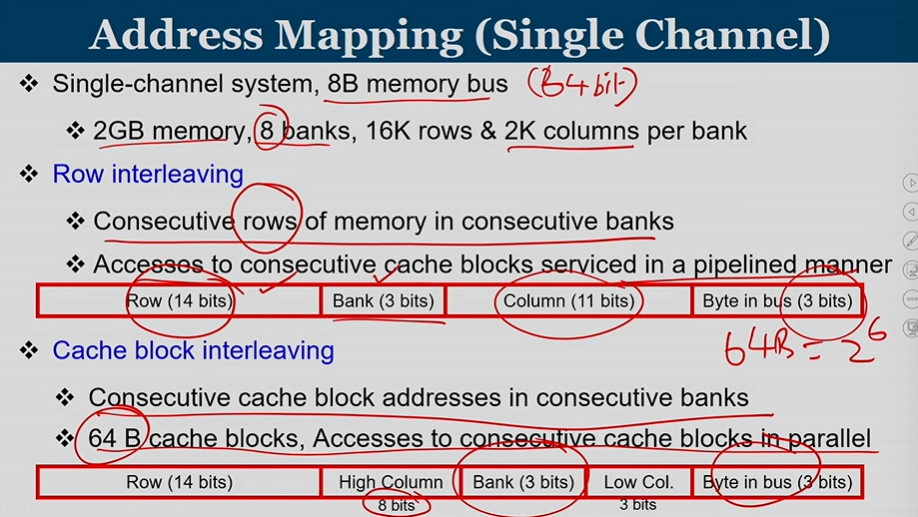 Address Mapping (Single Channel)
❖ Single-channel system, 8B memory bus (64 bit)
❖ 2GB memory, 8 banks, 16K rows & 2K columns per bank
❖ Row interleaving
❖ Consecutive rows of memory in consecutive banks
❖ Accesses to consecutive cache blocks serviced in a pipelined manner
Row (14 bits) Bank (3 bits) Column (11 bits) Byte in bus (3 bits)
64B = 2^6
❖ Cache block interleaving
❖ Consecutive cache block addresses in consecutive banks
❖ 64 B cache blocks, Accesses to consecutive cache blocks in parallel
Row (14 bits) High Column Bank (3 bits) Low Col. Byte in bus (3 bits)
8 bits 3 bits